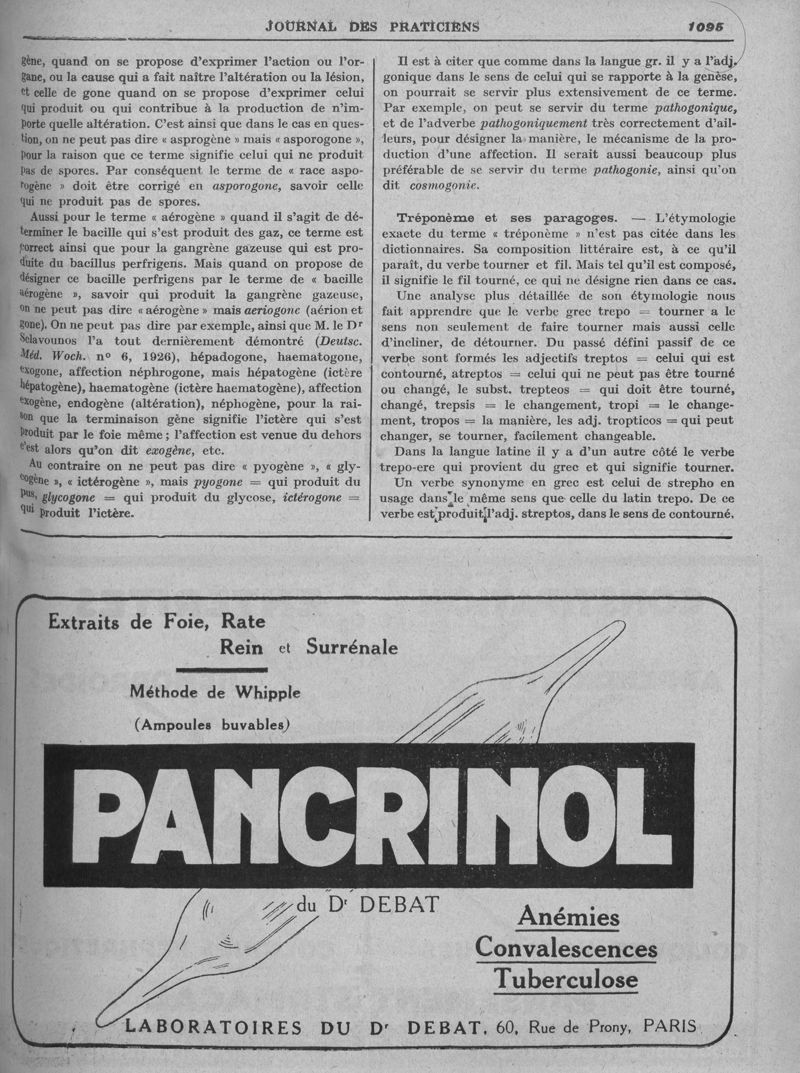 JOURNAL DES PRATICIENS 1095
gène, quand on se propose d'exprimer l'action ou l'or-
gane, ou la cause qui a fait naître l'altération ou la lésion,
et celle de gone quand on se propose d'exprimer celui
qui produit ou qui contribue à la production de n'im-
porte quelle altération. C'est ainsi que dans le cas en ques-
tion, on ne peut pas dire « asprogène » mais « asporogone »,
pour la raison que ce terme signifie celui qui ne produit
pas de spores. Par conséquent le terme de « race aspo-
rogène » doit être corrigé en asporogone, savoir celle
qui ne produit pas de spores.
Aussi pour le terme « aérogène » quand il s'agit de dé-
terminer le bacille qui s'est produit des gaz, ce terme est
correct ainsi que pour la gangrène gazeuse qui est pro-
duite du bacillus perfrigens. Mais quand on propose de
désigner ce bacille perfrigens par le terme de « bacille
aérogène », savoir qui produit la gangrène gazeuse,
on ne peut pas dire « aérogène » mais aeriogone (aérion et
gone). On ne peut pas dire par exemple, ainsi que M. le Dr
Sclavounos l'a tout dernièrement démontré (Deutsc.
Méd. Woch. n° 6, 1926), hépadogone, haematogone,
exogone, affection néphrogone, mais hépatogène (ictère
hépatogène), haematogène (ictère haematogène), affection
exogène, endogène (altération), néphogène, pour la rai-
son que la terminaison gène signifie l'ictère qui s'est
produit par le foie même ; l'affection est venue du dehors
c'est alors qu'on dit exogène, etc.
Au contraire on ne peut pas dire « pyogène », « gly-
cogène », « ictérogène », mais pyogone = qui produit du
pus, glycogone = qui produit du glycose, ictérogone =
qui produit l'ictère.
Il est à citer que comme dans la langue gr. il y a l'adj.
gonique dans le sens de celui qui se rapporte à la genèse,
on pourrait se servir plus extensivement de ce terme.
Par exemple, on peut se servir du terme pathogonique,
et de l'adverbe pathogoniquement très correctement d'ail-
leurs, pour désigner la manière, le mécanisme de la pro-
duction d'une affection. Il serait aussi beaucoup plus
préférable de se servir du terme pathogonie, ainsi qu'on
dit cosmogonie.
Tréponème et ses paragoges. — L'étymologie
exacte du terme « tréponème » n'est pas citée dans les
dictionnaires. Sa composition littéraire est, à ce qu'il
paraît, du verbe tourner et fil. Mais tel qu'il est composé,
il signifie le fil tourné, ce qui ne désigne rien dans ce cas.
Une analyse plus détaillée de son étymologie nous
fait apprendre que le verbe grec trepo = tourner a le
sens non seulement de faire tourner mais aussi celle
d'incliner, de détourner. Du passé défini passif de ce
verbe sont formés les adjectifs treptos = celui qui est
contourné, atreptos = celui qui ne peut pas être tourné
ou changé, le subst. trepteos = qui doit être tourné,
changé, trepsis = le changement, tropi = le change-
ment, tropos = la manière, les adj. tropticos = qui peut
changer, se tourner, facilement changeable.
Dans la langue latine il y a d'un autre côté le verbe
trepo-ere qui provient du grec et qui signifie tourner.
Un verbe synonyme en grec est celui de strepho en
usage dans le même sens que celle du latin trepo. De ce
verbe est produit l'adj. streptos, dans le sens de contourné.
Extraits de Foie, Rate
Rein et Surrénale
Méthode de Whipple
(Ampoules buvables)
PANCRINOL
du Dr DEBAT
Anémies
Convalescences
Tuberculose
LABORATOIRES DU Dr DEBAT, 60, Rue de Prony, PARIS